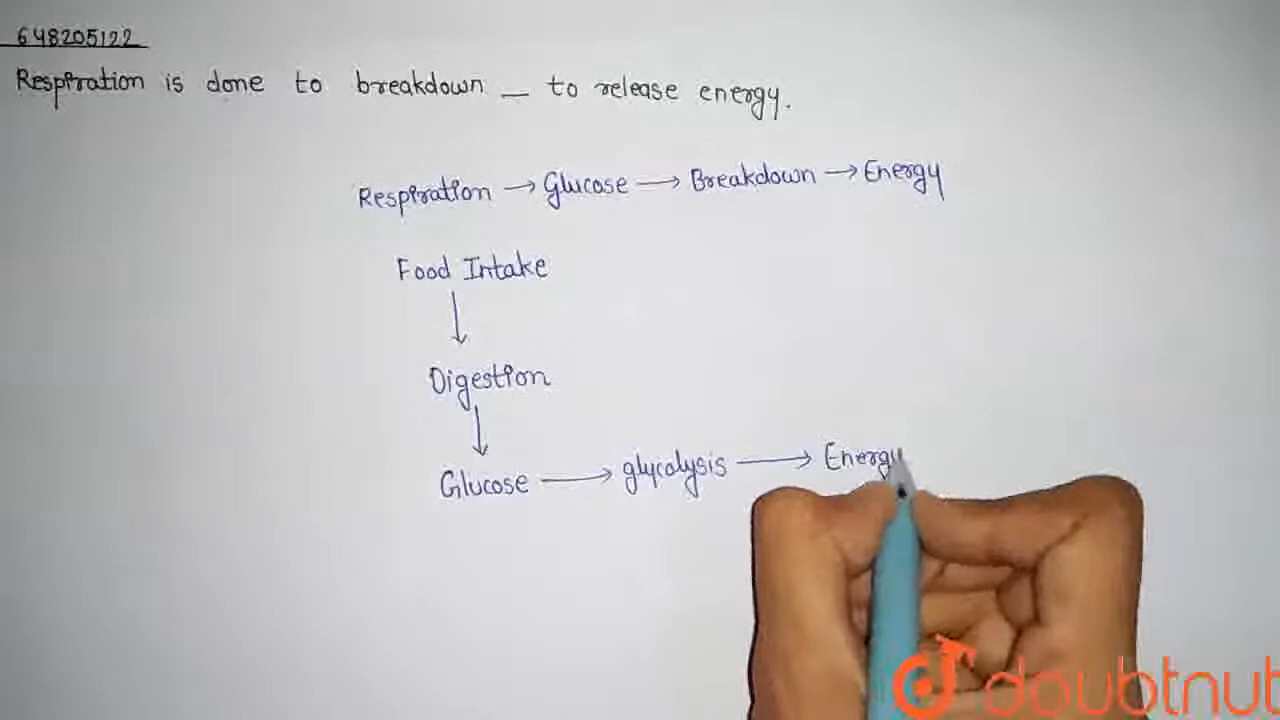 648205122
Respiration is done to breakdown _ to release energy.
Respiration → Glucose → Breakdown → Energy
Food Intake
↓
Digestion
↓
Glucose → glycolysis → Energy
doubtnut